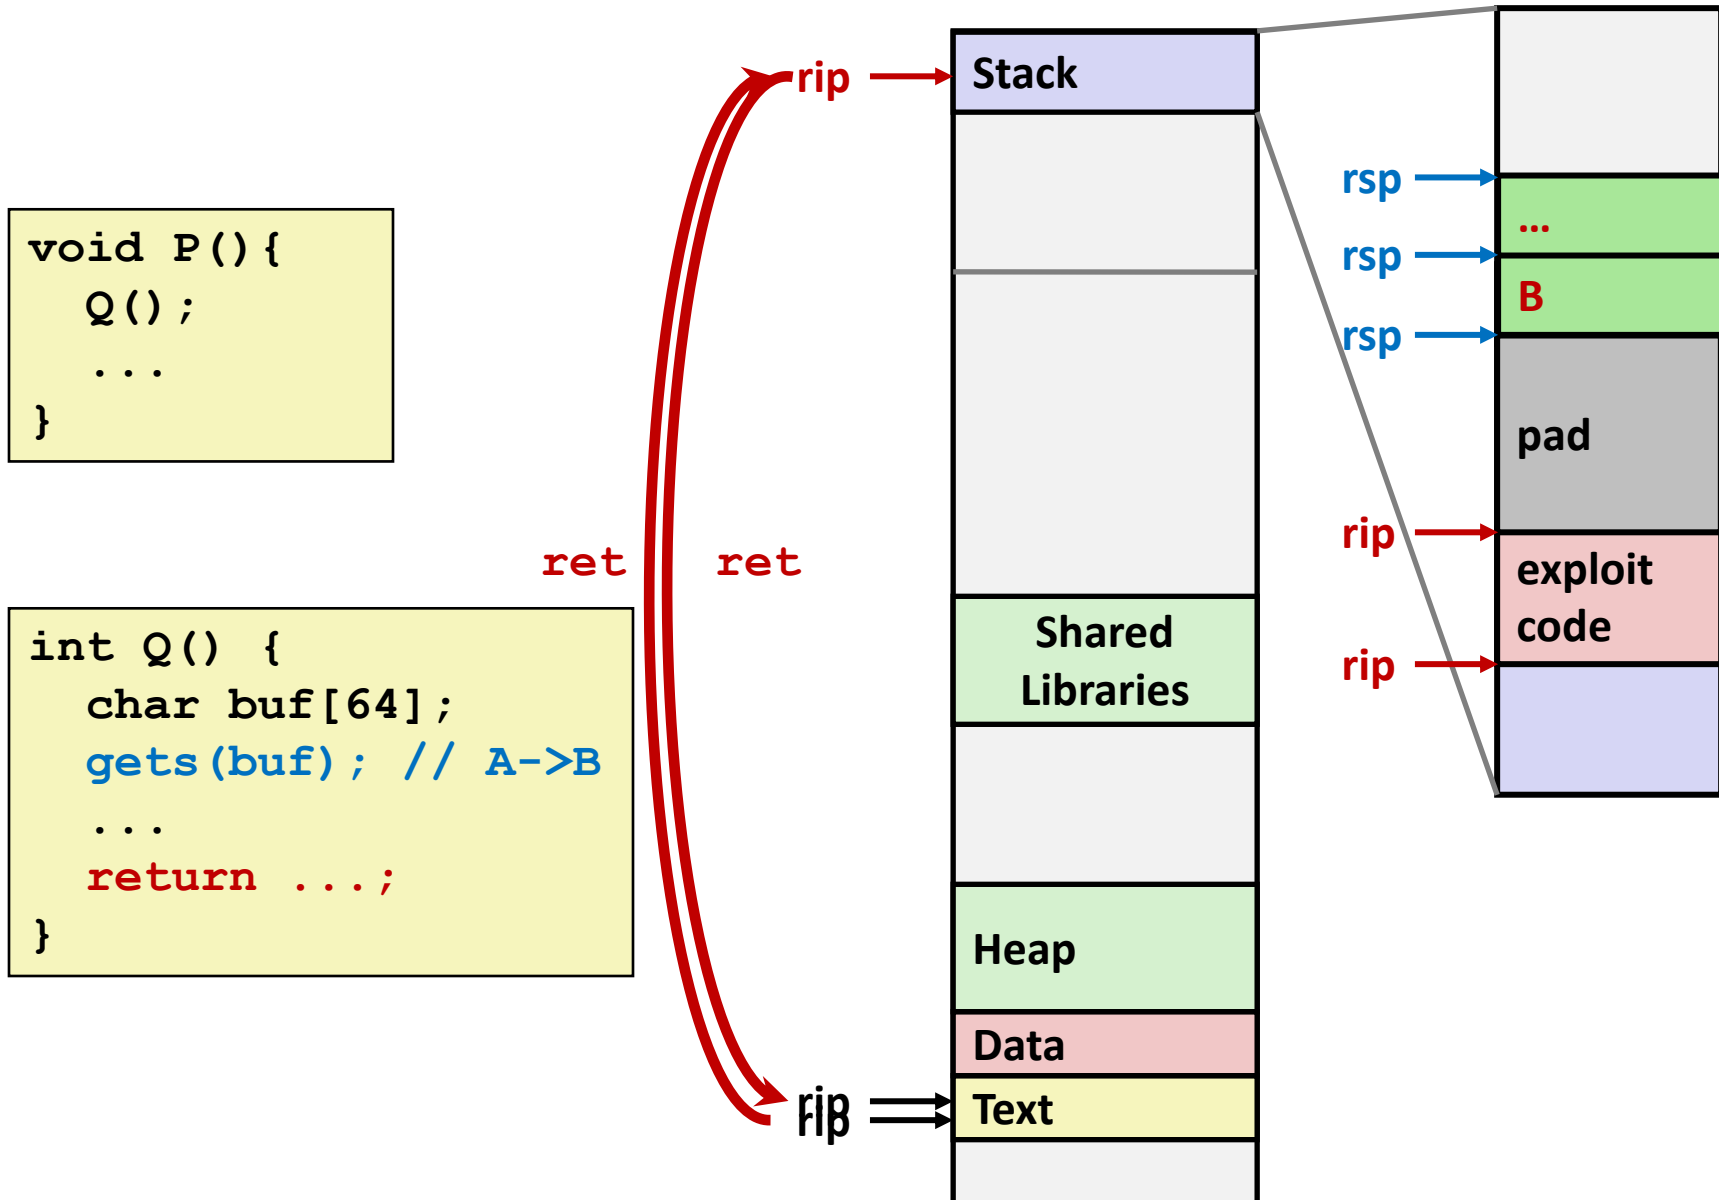 void P(){
Q();
...
}
int Q() {
char buf[64];
gets(buf); // A->B
...
return ...;
}
ret
ret
rip
rip
rip
Stack
Shared
Libraries
Heap
Data
Text
rsp
rsp
rsp
rip
rip
...
B
pad
exploit
code